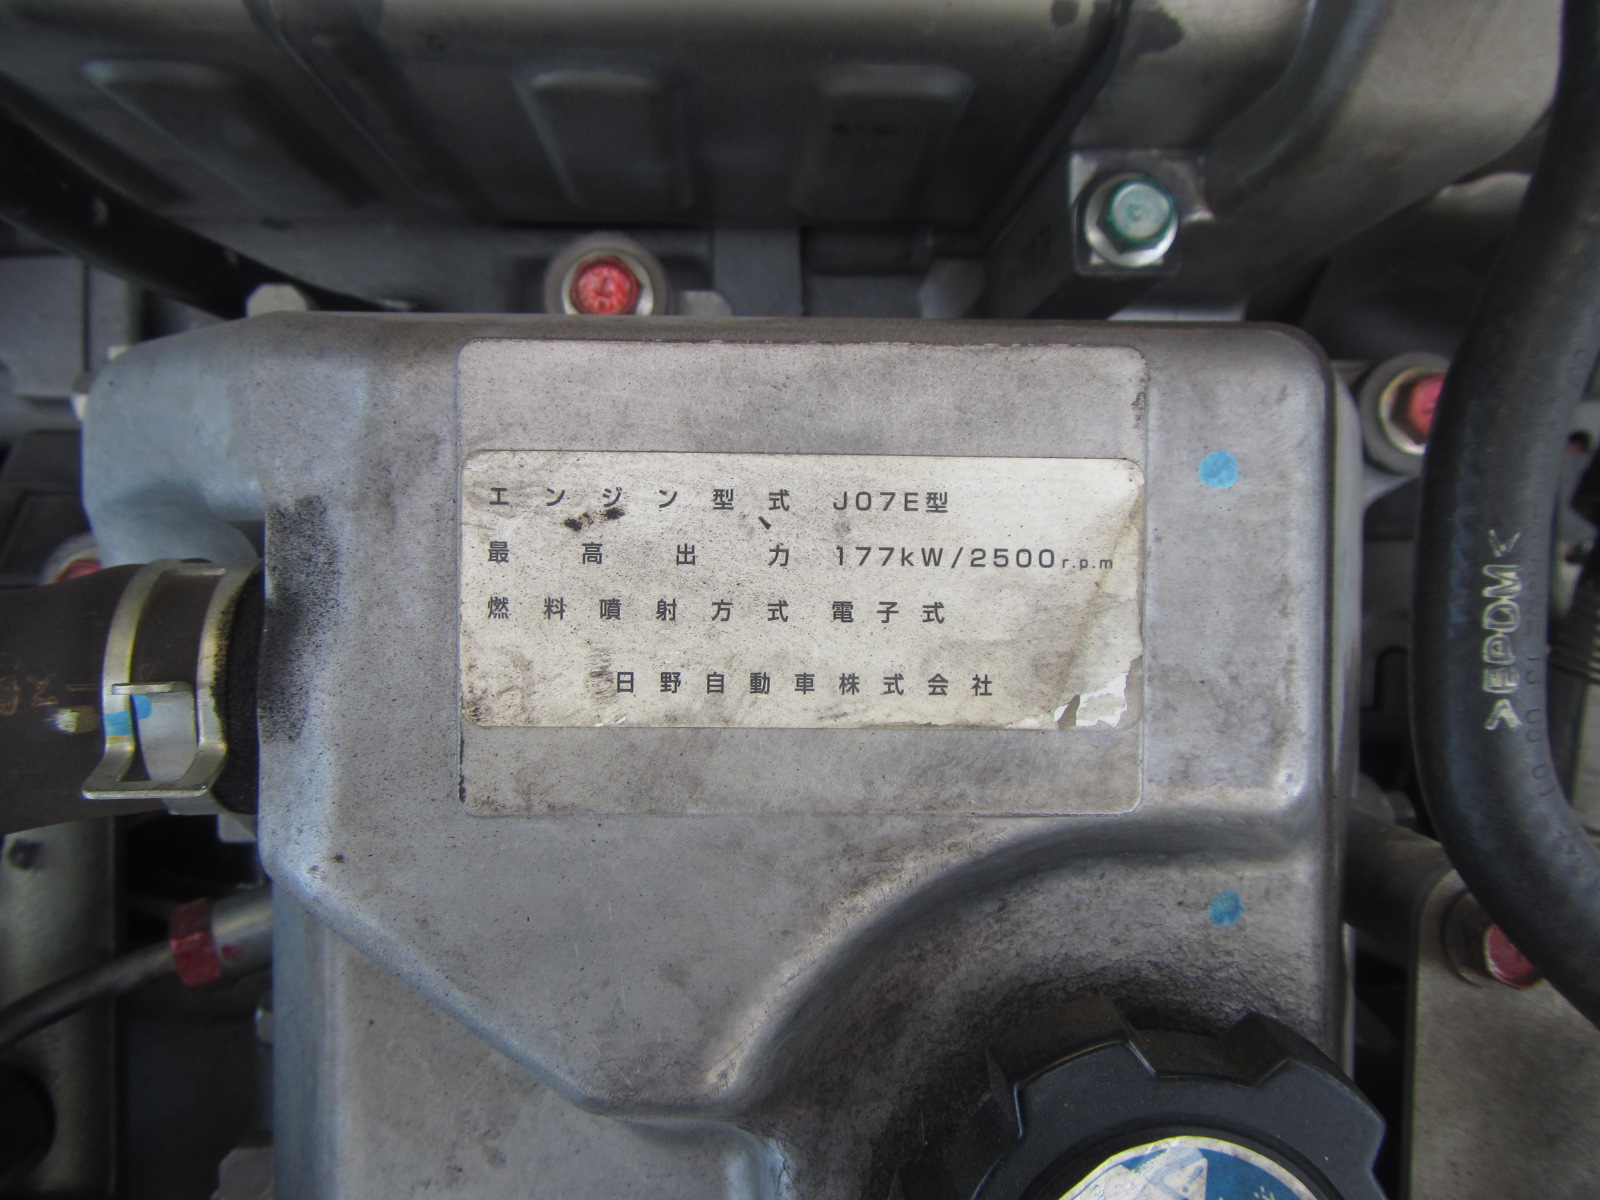 エンジン型式 J07E型
最高出力 177kW/2500r.p.m
燃料噴射方式 電子式
日野自動車株式会社
>EPDM<